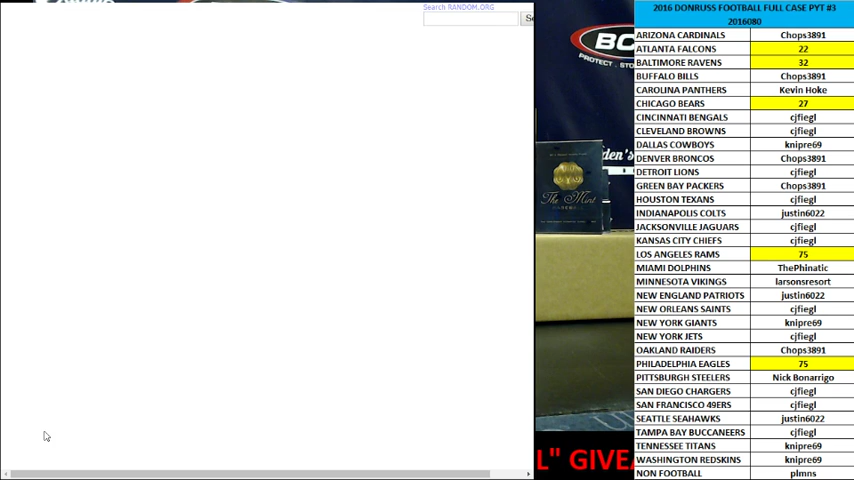 Search RANDOM.ORG
Se
BC
PROTECT . STO
den's
The Mint
L" GIVEA
2016 DONRUSS FOOTBALL FULL CASE PYT #3
2016080
ARIZONA CARDINALS Chops3891
ATLANTA FALCONS 22
BALTIMORE RAVENS 32
BUFFALO BILLS Chops3891
CAROLINA PANTHERS Kevin Hoke
CHICAGO BEARS 27
CINCINNATI BENGALS cjfiegl
CLEVELAND BROWNS cjfiegl
DALLAS COWBOYS knipre69
DENVER BRONCOS Chops3891
DETROIT LIONS cjfiegl
GREEN BAY PACKERS Chops3891
HOUSTON TEXANS cjfiegl
INDIANAPOLIS COLTS justin6022
JACKSONVILLE JAGUARS cjfiegl
KANSAS CITY CHIEFS cjfiegl
LOS ANGELES RAMS 75
MIAMI DOLPHINS ThePhinatic
MINNESOTA VIKINGS larsonsresort
NEW ENGLAND PATRIOTS justin6022
NEW ORLEANS SAINTS cjfiegl
NEW YORK GIANTS knipre69
NEW YORK JETS cjfiegl
OAKLAND RAIDERS Chops3891
PHILADELPHIA EAGLES 75
PITTSBURGH STEELERS Nick Bonarrigo
SAN DIEGO CHARGERS cjfiegl
SAN FRANCISCO 49ERS cjfiegl
SEATTLE SEAHAWKS justin6022
TAMPA BAY BUCCANEERS cjfiegl
TENNESSEE TITANS knipre69
WASHINGTON REDSKINS knipre69
NON FOOTBALL plmns